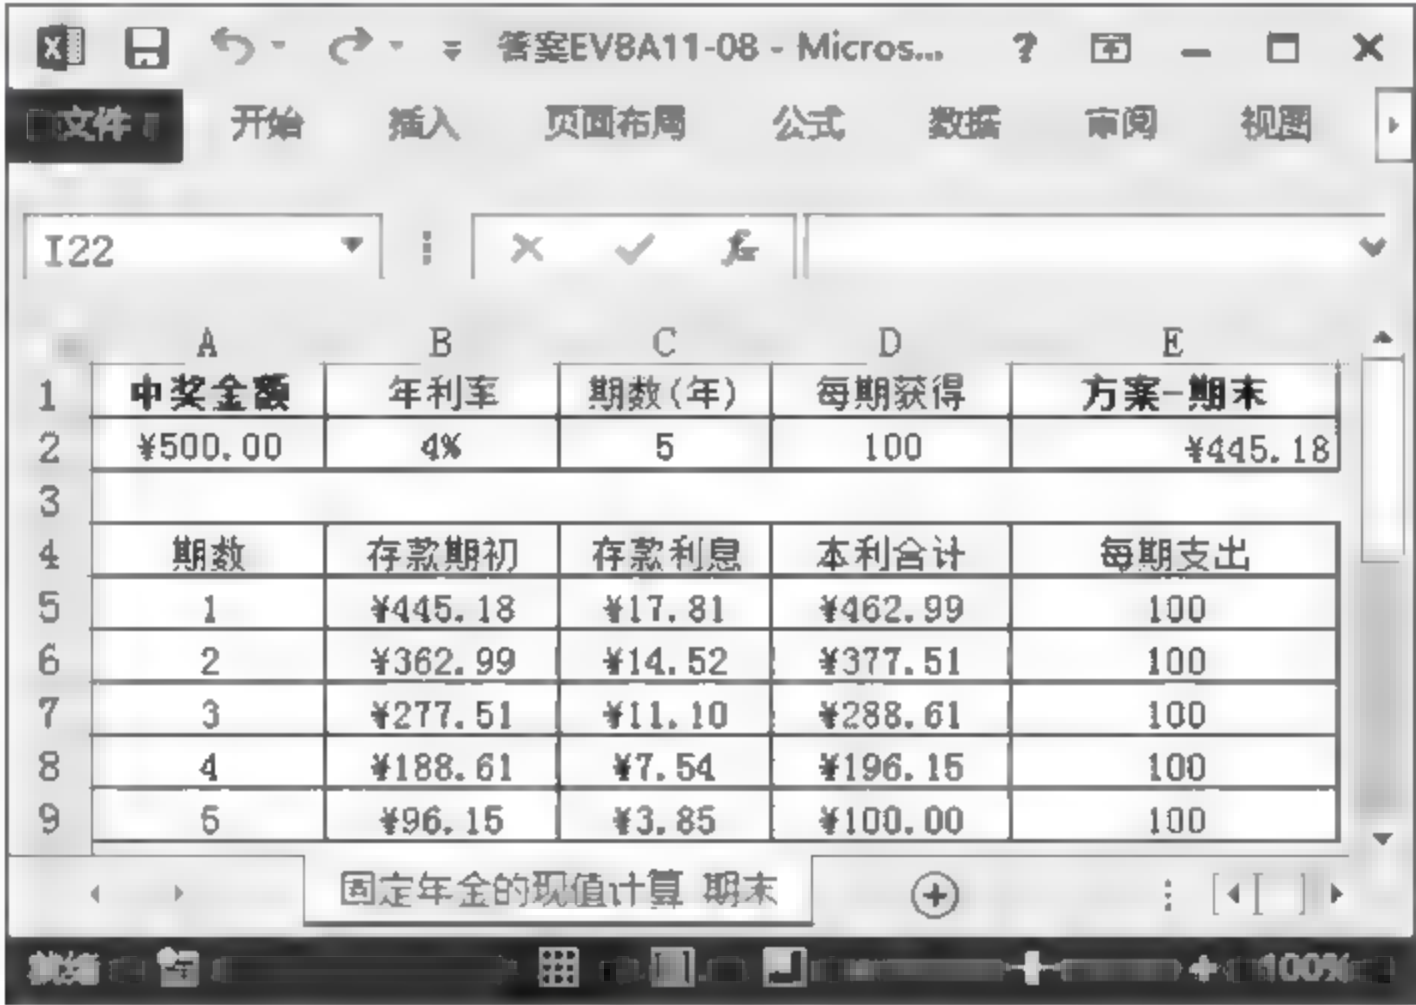 答案EVBA11-08 - Micros... ?
文件 开始 插入 页面布局 公式 数据 审阅 视图
I22 fx
A B C D E
1 中奖金额 年利率 期数(年) 每期获得 方案-期末
2 ¥500.00 4% 5 100 ¥445.18
3
4 期数 存款期初 存款利息 本利合计 每期支出
5 1 ¥445.18 ¥17.81 ¥462.99 100
6 2 ¥362.99 ¥14.52 ¥377.51 100
7 3 ¥277.51 ¥11.10 ¥288.61 100
8 4 ¥188.61 ¥7.54 ¥196.15 100
9 5 ¥96.15 ¥3.85 ¥100.00 100
固定年金的现值计算 期末
就绪 100%